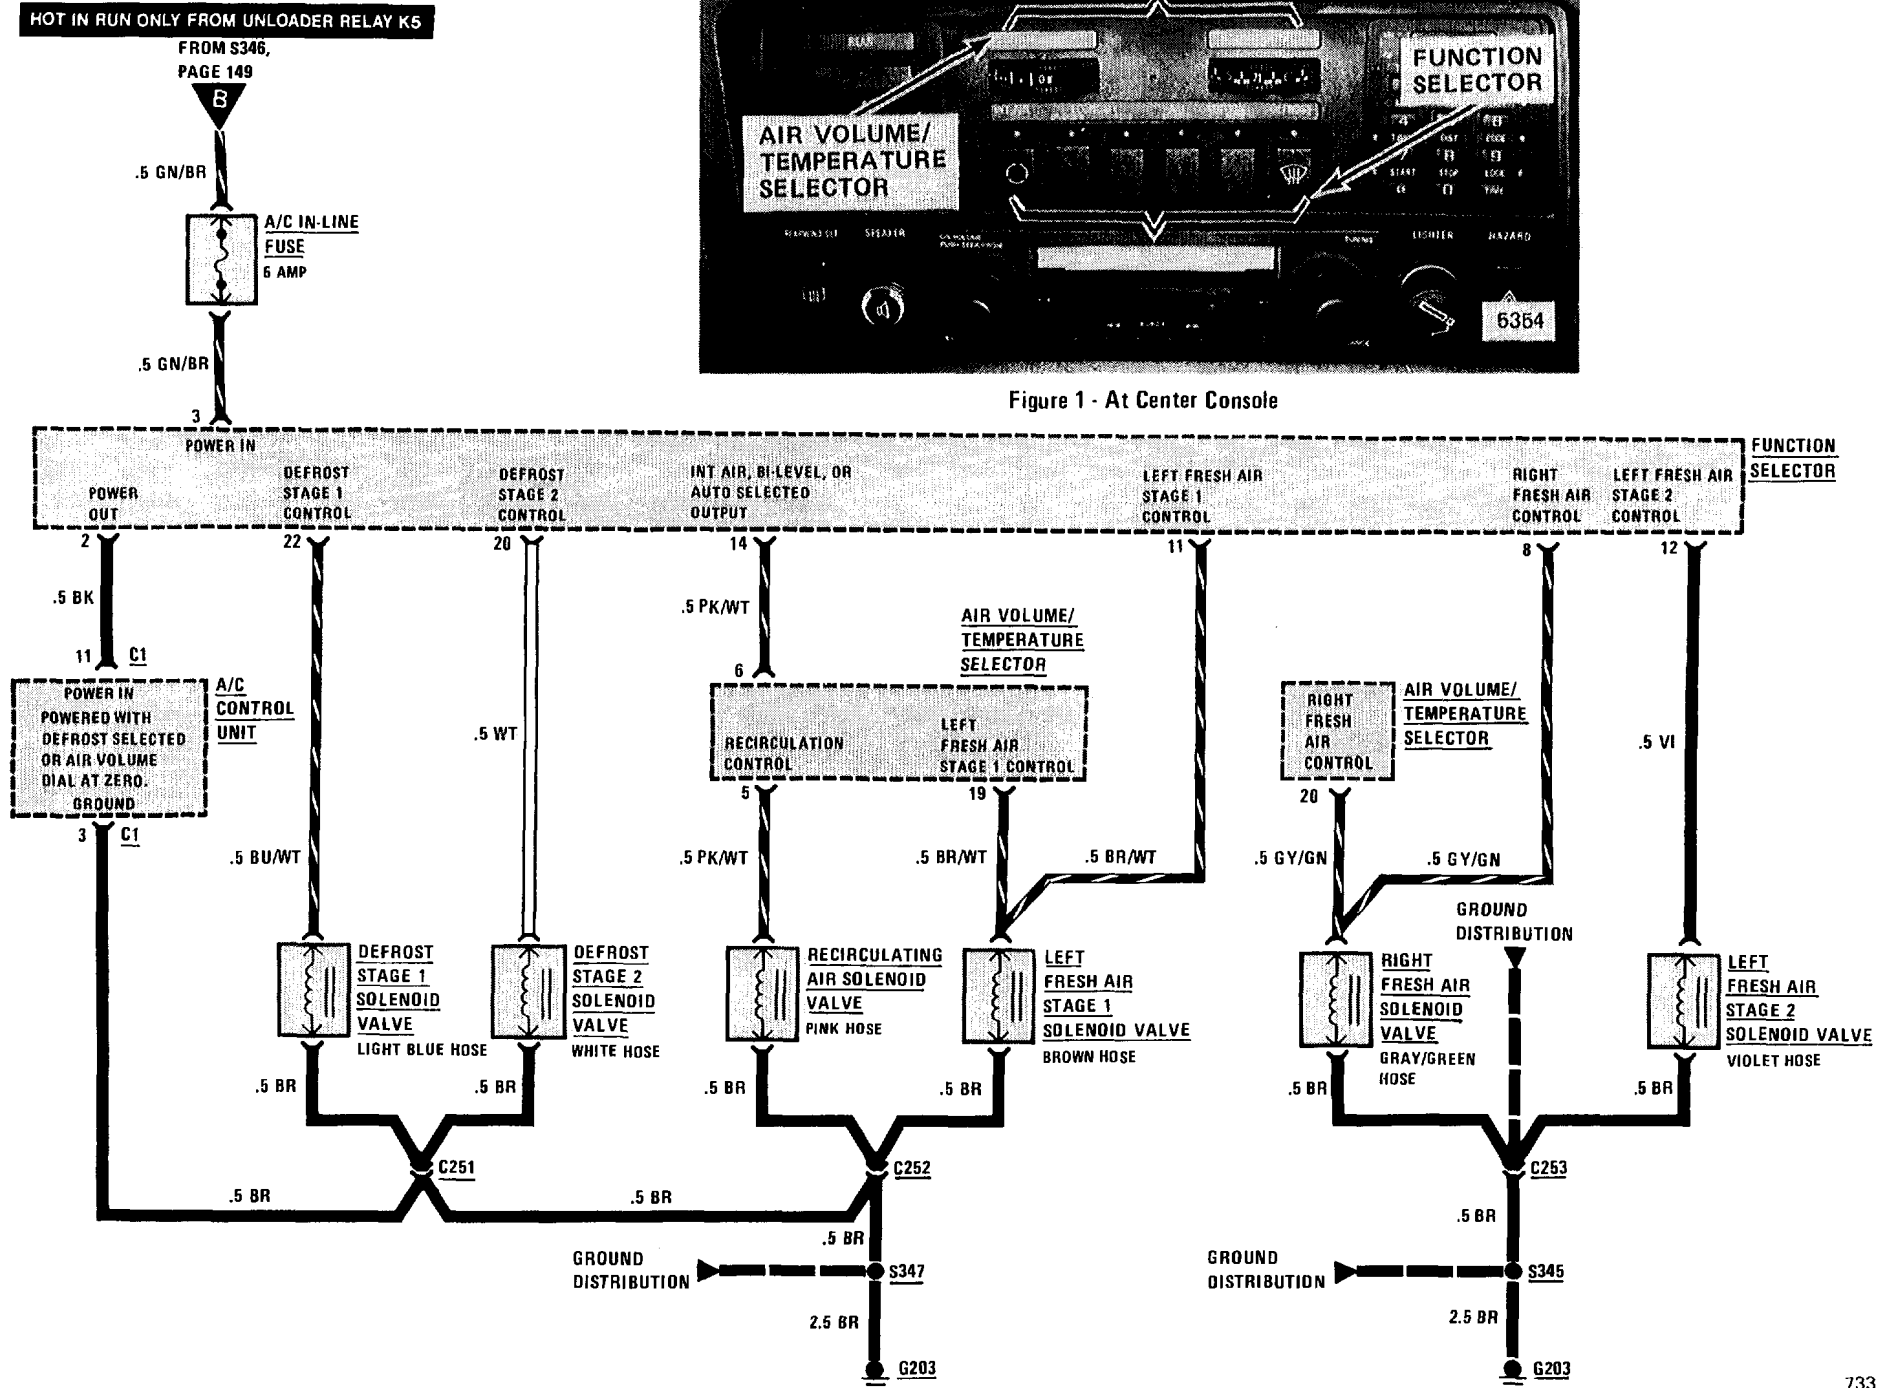 HOT IN RUN ONLY FROM UNLOADER RELAY K5
FROM S346,
PAGE 149
B
.5 GN/BR
A/C IN-LINE
FUSE
5 AMP
.5 GN/BR
3
AIR VOLUME/
TEMPERATURE
SELECTOR
FUNCTION
SELECTOR
SPEAKER
LIGHTER
HAZARD
START
STOP
5364
Figure 1 - At Center Console
POWER IN
POWER
OUT
DEFROST
STAGE 1
CONTROL
DEFROST
STAGE 2
CONTROL
INT AIR, BI-LEVEL, OR
AUTO SELECTED
OUTPUT
LEFT FRESH AIR
STAGE 1
CONTROL
RIGHT
FRESH AIR
CONTROL
LEFT FRESH AIR
STAGE 2
CONTROL
FUNCTION
SELECTOR
2
22
20
14
11
8
12
.5 BK
11
C1
POWER IN
POWERED WITH
DEFROST SELECTED
OR AIR VOLUME
DIAL AT ZERO.
GROUND
A/C
CONTROL
UNIT
3
C1
.5 BU/WT
.5 WT
.5 PK/WT
6
AIR VOLUME/
TEMPERATURE
SELECTOR
RECIRCULATION
CONTROL
LEFT
FRESH AIR
STAGE 1 CONTROL
5
19
.5 PK/WT
.5 BR/WT
.5 BR/WT
RIGHT
FRESH
AIR
CONTROL
AIR VOLUME/
TEMPERATURE
SELECTOR
20
.5 GY/GN
.5 GY/GN
.5 VI
GROUND
DISTRIBUTION
DEFROST
STAGE 1
SOLENOID
VALVE
LIGHT BLUE HOSE
DEFROST
STAGE 2
SOLENOID
VALVE
WHITE HOSE
RECIRCULATING
AIR SOLENOID
VALVE
PINK HOSE
LEFT
FRESH AIR
STAGE 1
SOLENOID VALVE
BROWN HOSE
RIGHT
FRESH AIR
SOLENOID
VALVE
GRAY/GREEN
HOSE
LEFT
FRESH AIR
STAGE 2
SOLENOID VALVE
VIOLET HOSE
.5 BR
.5 BR
.5 BR
.5 BR
.5 BR
.5 BR
C251
C252
C253
.5 BR
.5 BR
.5 BR
.5 BR
GROUND
DISTRIBUTION
S347
GROUND
DISTRIBUTION
S345
2.5 BR
2.5 BR
G203
G203
733